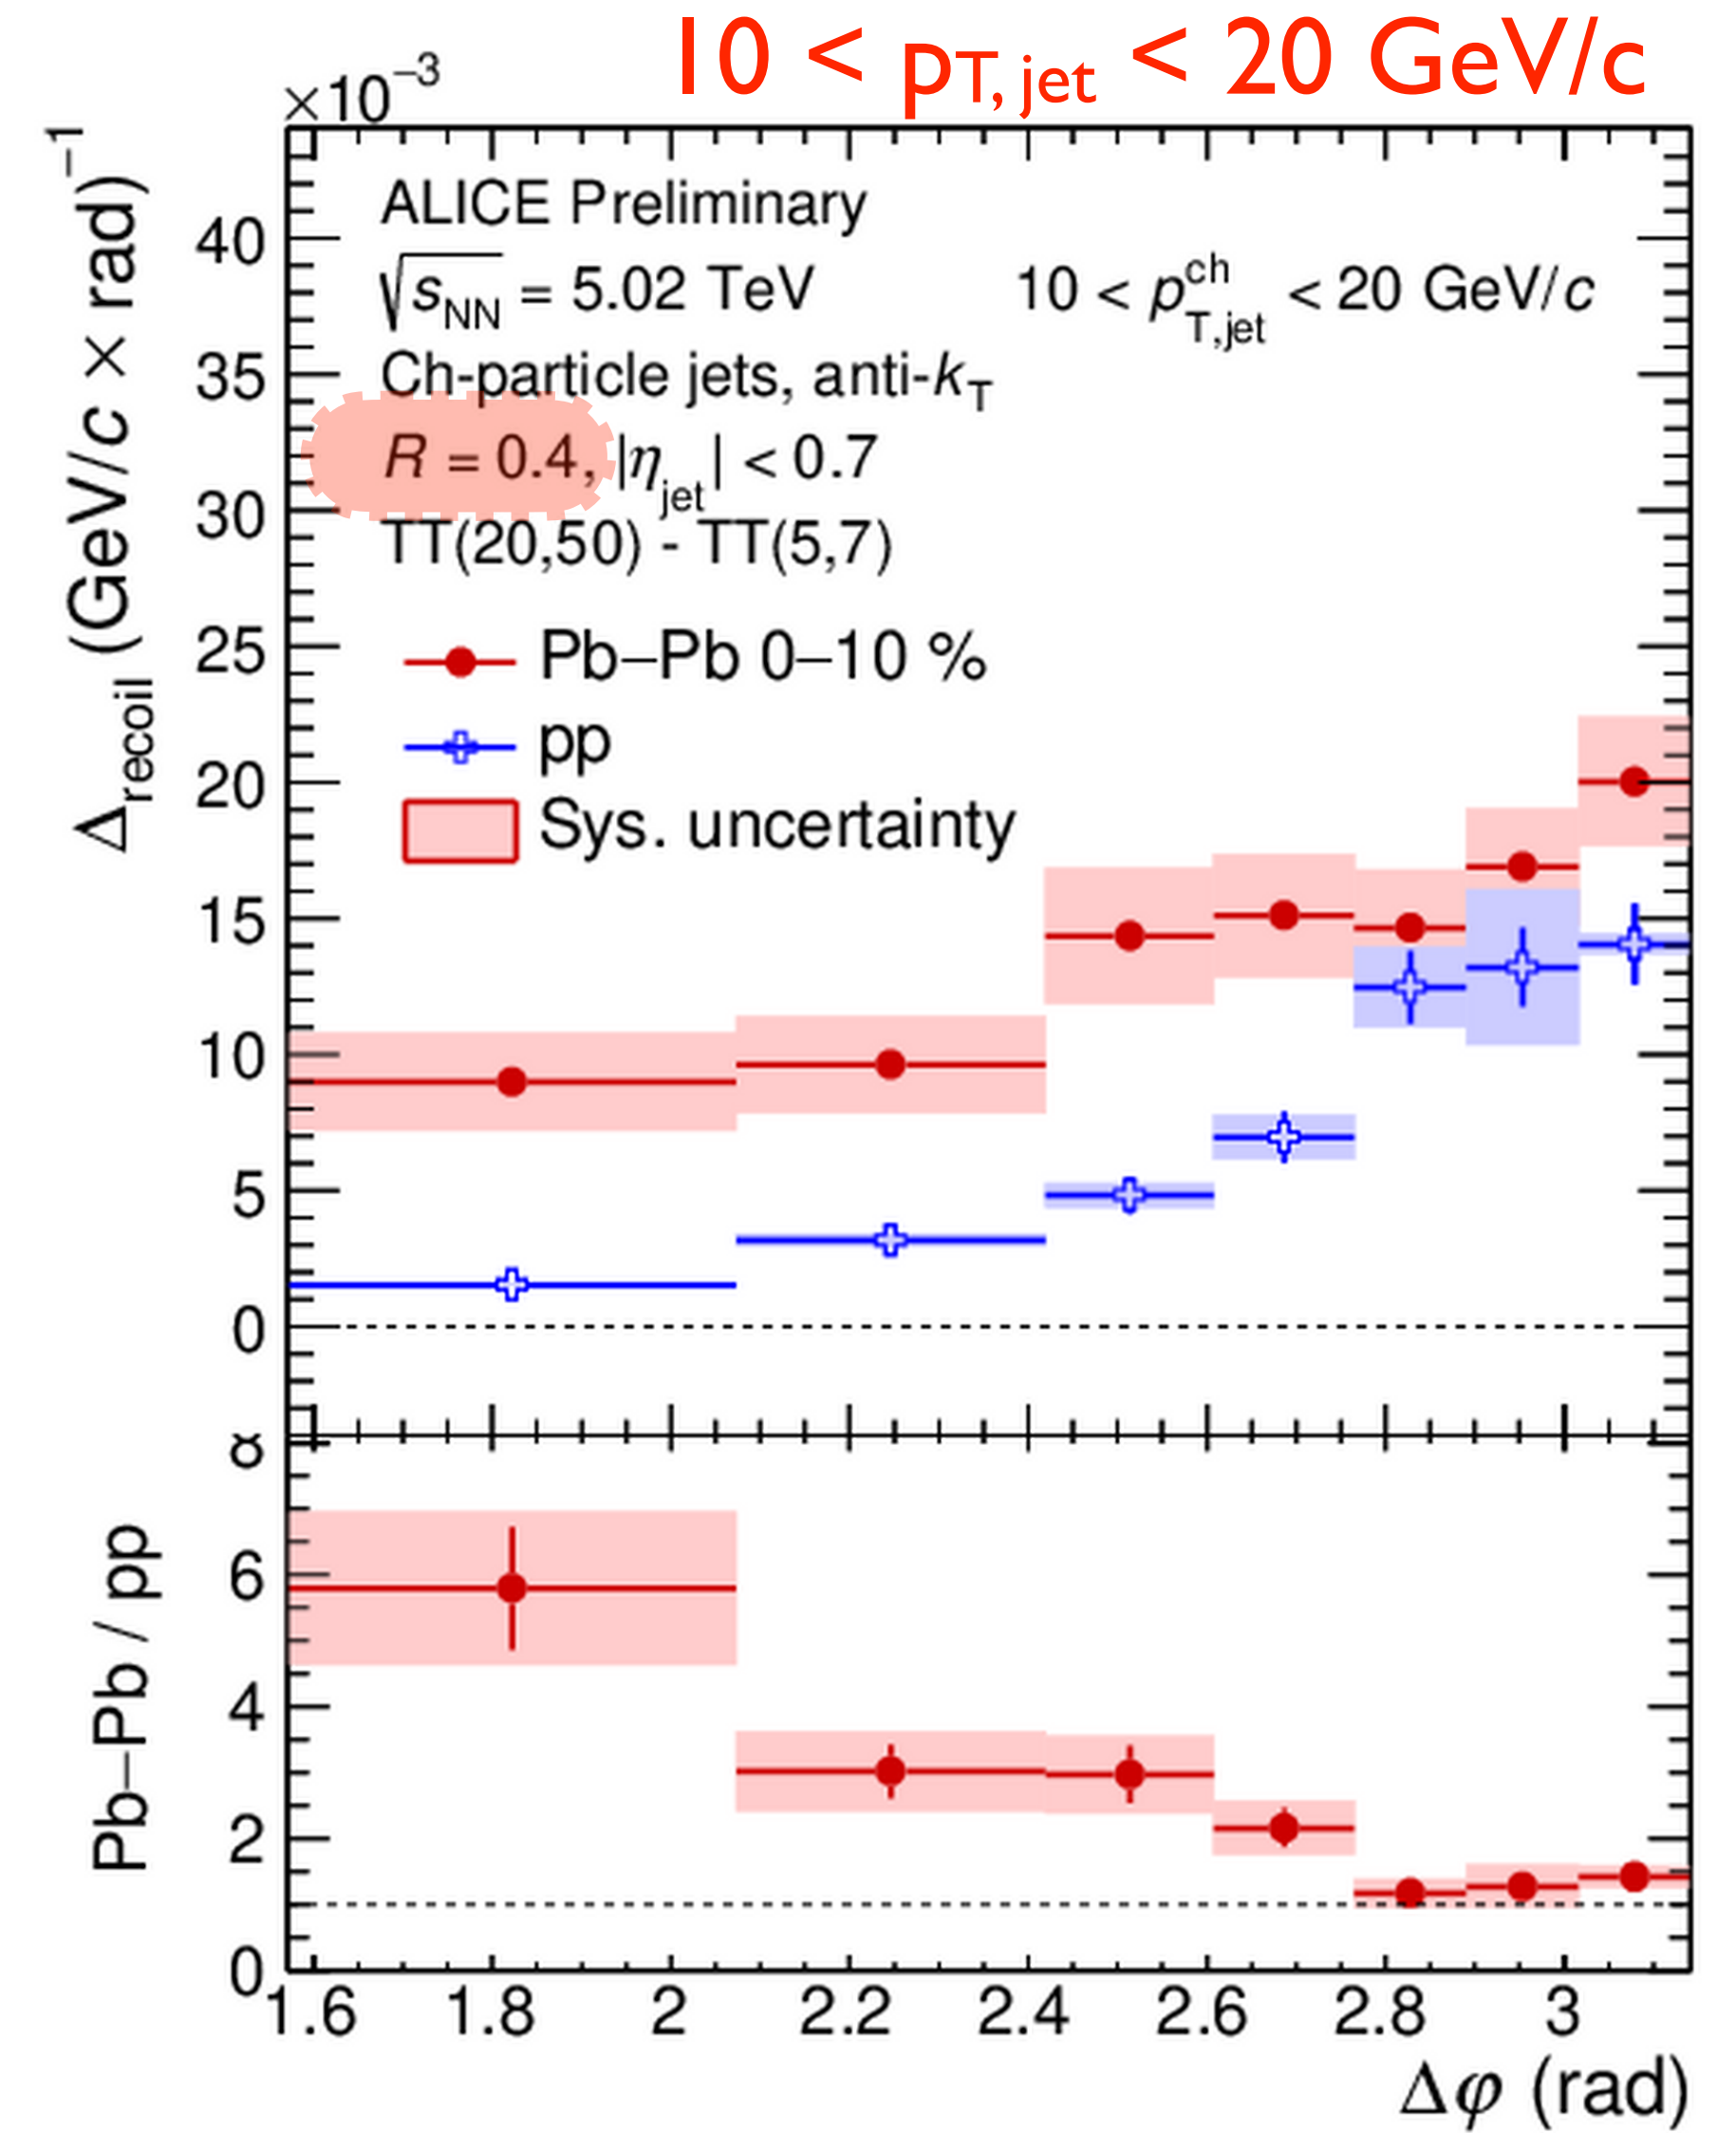 10 < pT, jet < 20 GeV/c
×10⁻³
ALICE Preliminary
√sNN = 5.02 TeV
10 < p^ch_T,jet < 20 GeV/c
Ch-particle jets, anti-kT
R = 0.4, |ηjet| < 0.7
TT(20,50) - TT(5,7)
Pb–Pb 0–10 %
pp
Sys. uncertainty
Δrecoil (GeV/c × rad)⁻¹
40
35
30
25
20
15
10
5
0
Pb–Pb / pp
8
6
4
2
0
1.6 1.8 2 2.2 2.4 2.6 2.8 3
Δφ (rad)